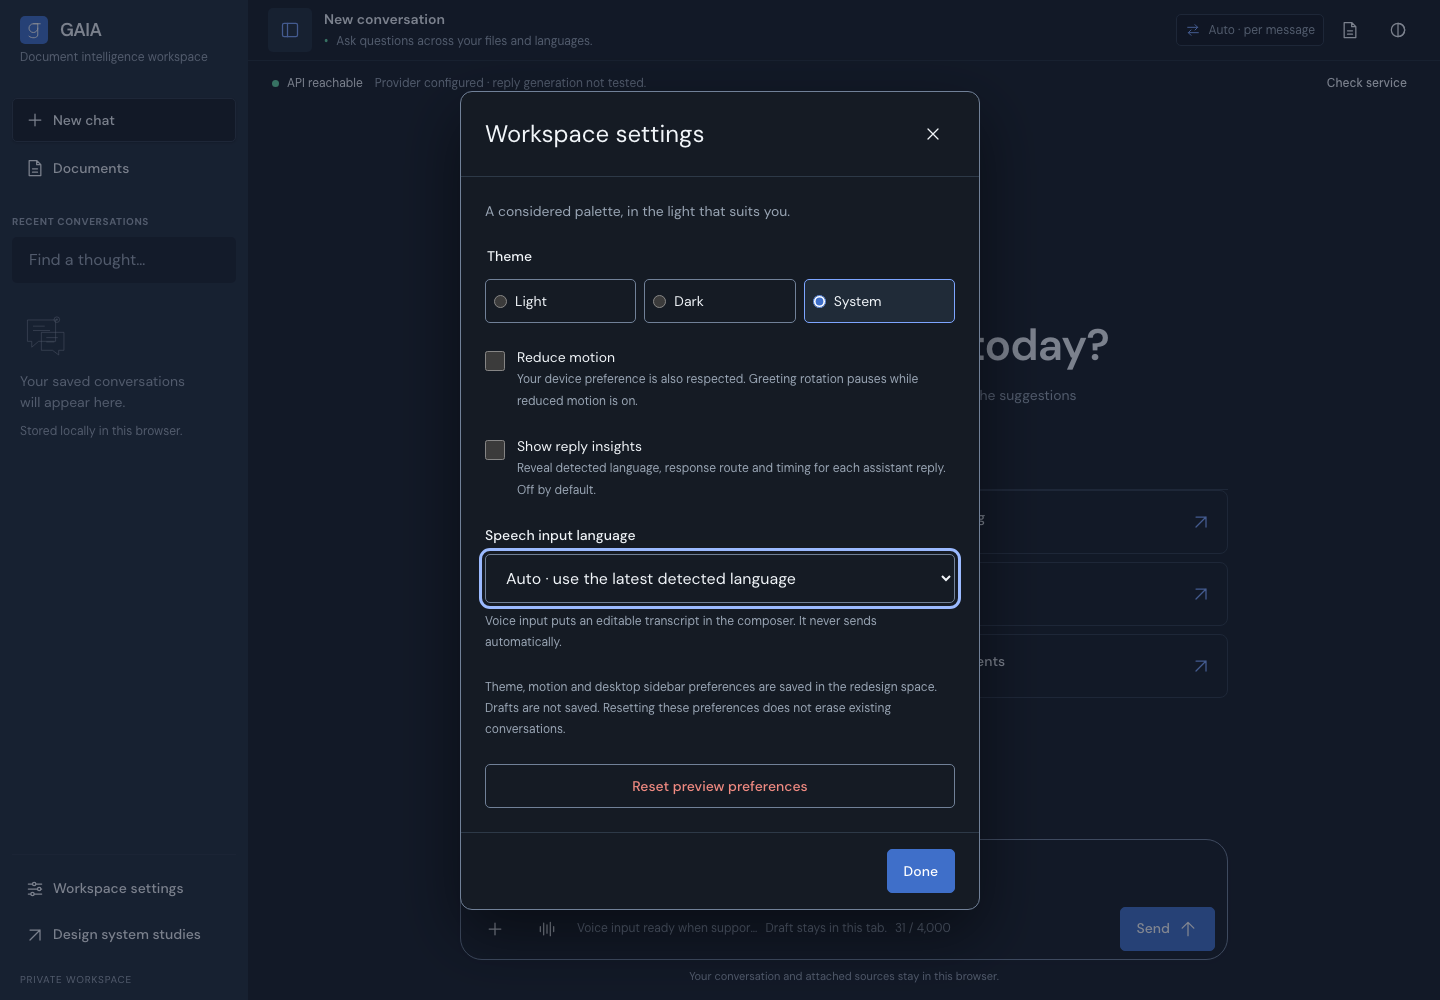 GAIA
Document intelligence workspace
New chat
Documents
RECENT CONVERSATIONS
Find a thought...
Your saved conversations
will appear here.
Stored locally in this browser.
Workspace settings
Design system studies
PRIVATE WORKSPACE
New conversation
• Ask questions across your files and languages.
Auto · per message
API reachable
Provider configured · reply generation not tested.
Check service
Workspace settings
A considered palette, in the light that suits you.
Theme
Light
Dark
System
Reduce motion
Your device preference is also respected. Greeting rotation pauses while
reduced motion is on.
Show reply insights
Reveal detected language, response route and timing for each assistant reply.
Off by default.
Speech input language
Auto · use the latest detected language
Voice input puts an editable transcript in the composer. It never sends
automatically.
Theme, motion and desktop sidebar preferences are saved in the redesign space.
Drafts are not saved. Resetting these preferences does not erase existing
conversations.
Reset preview preferences
Done
today?
suggestions
Voice input ready when suppor... Draft stays in this tab. 31 / 4,000
Send
Your conversation and attached sources stay in this browser.